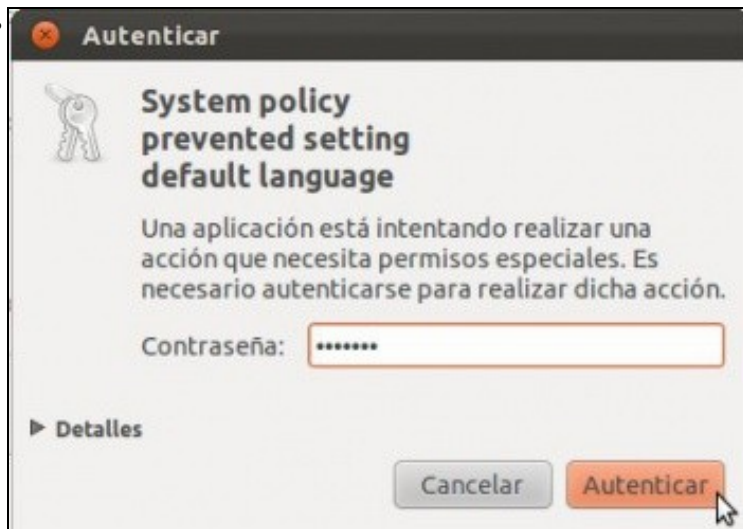 Autenticar
System policy
prevented setting
default language
Una aplicación está intentando realizar una
acción que necesita permisos especiales. Es
necesario autenticarse para realizar dicha acción.
Contraseña: •••••••
Detalles
Cancelar Autenticar